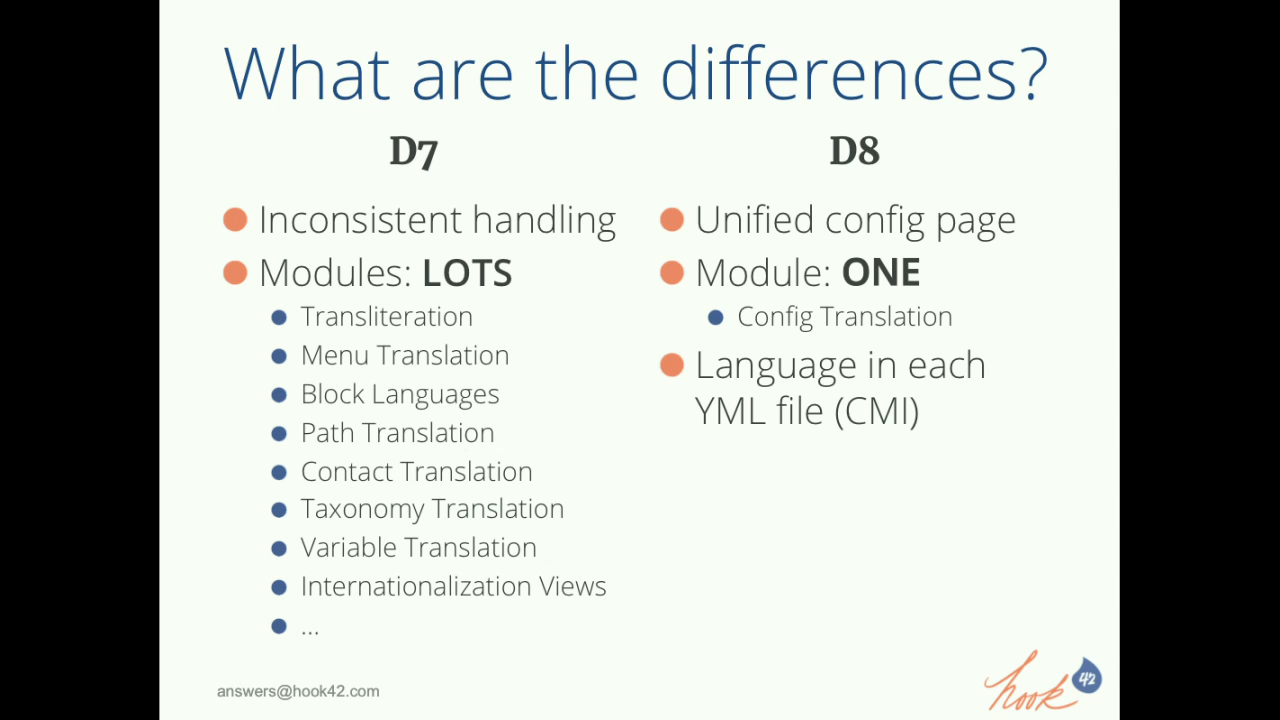 What are the differences?
D7
Inconsistent handling
Modules: LOTS
Transliteration
Menu Translation
Block Languages
Path Translation
Contact Translation
Taxonomy Translation
Variable Translation
Internationalization Views
...
D8
Unified config page
Module: ONE
Config Translation
Language in each
YML file (CMI)
answers@hook42.com
hook 42